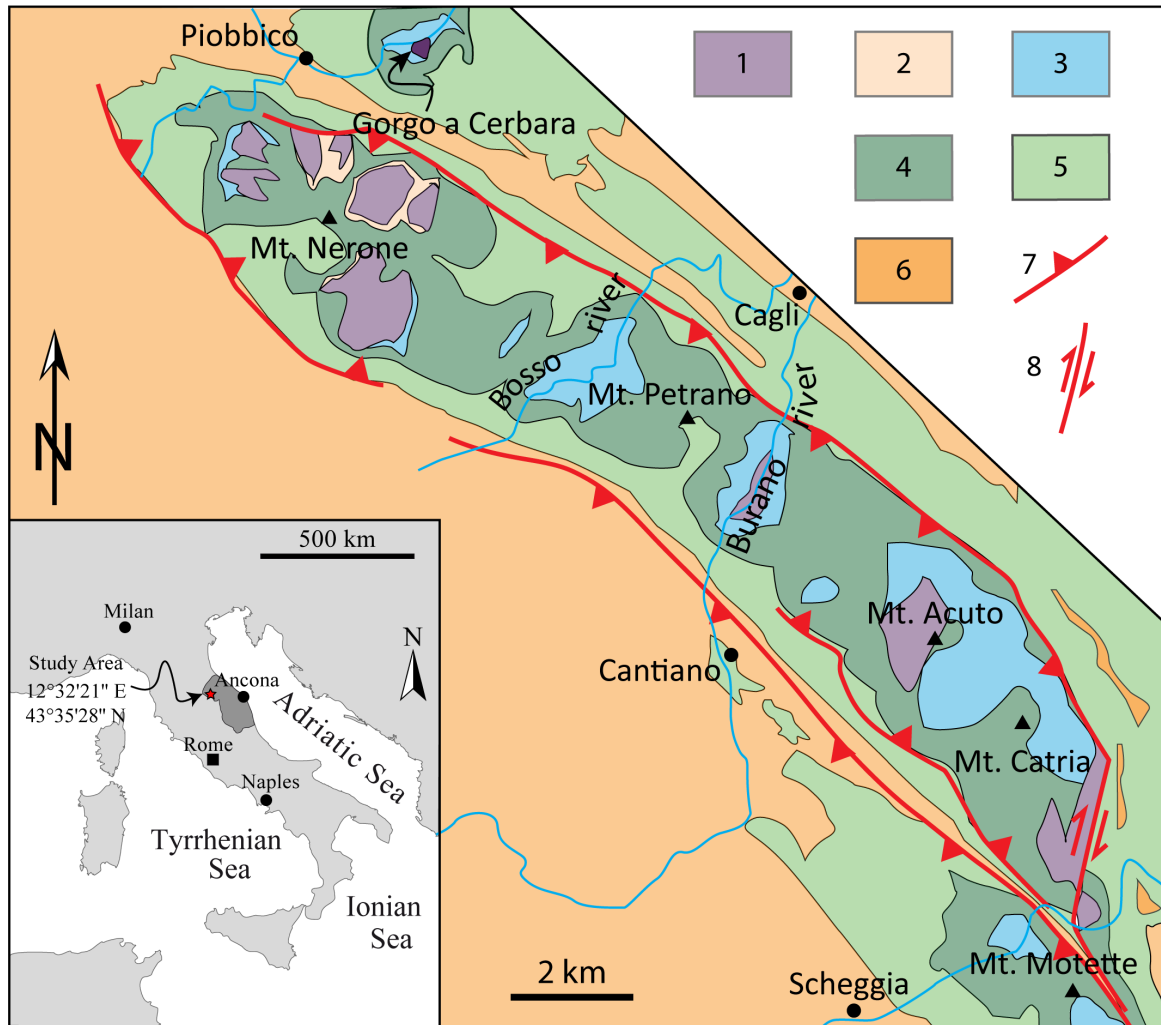 Piobbico
Gorgo a Cerbara
1
2
3
4
5
6
7
8
Mt. Nerone
Bosso river
Cagli
Mt. Petrano
Burano river
N
Mt. Acuto
Cantiano
Mt. Catria
Mt. Motette
Scheggia
2 km
500 km
Milan
N
Study Area
12°32'21" E
43°35'28" N
Ancona
Adriatic Sea
Rome
Naples
Tyrrhenian
Sea
Ionian
Sea